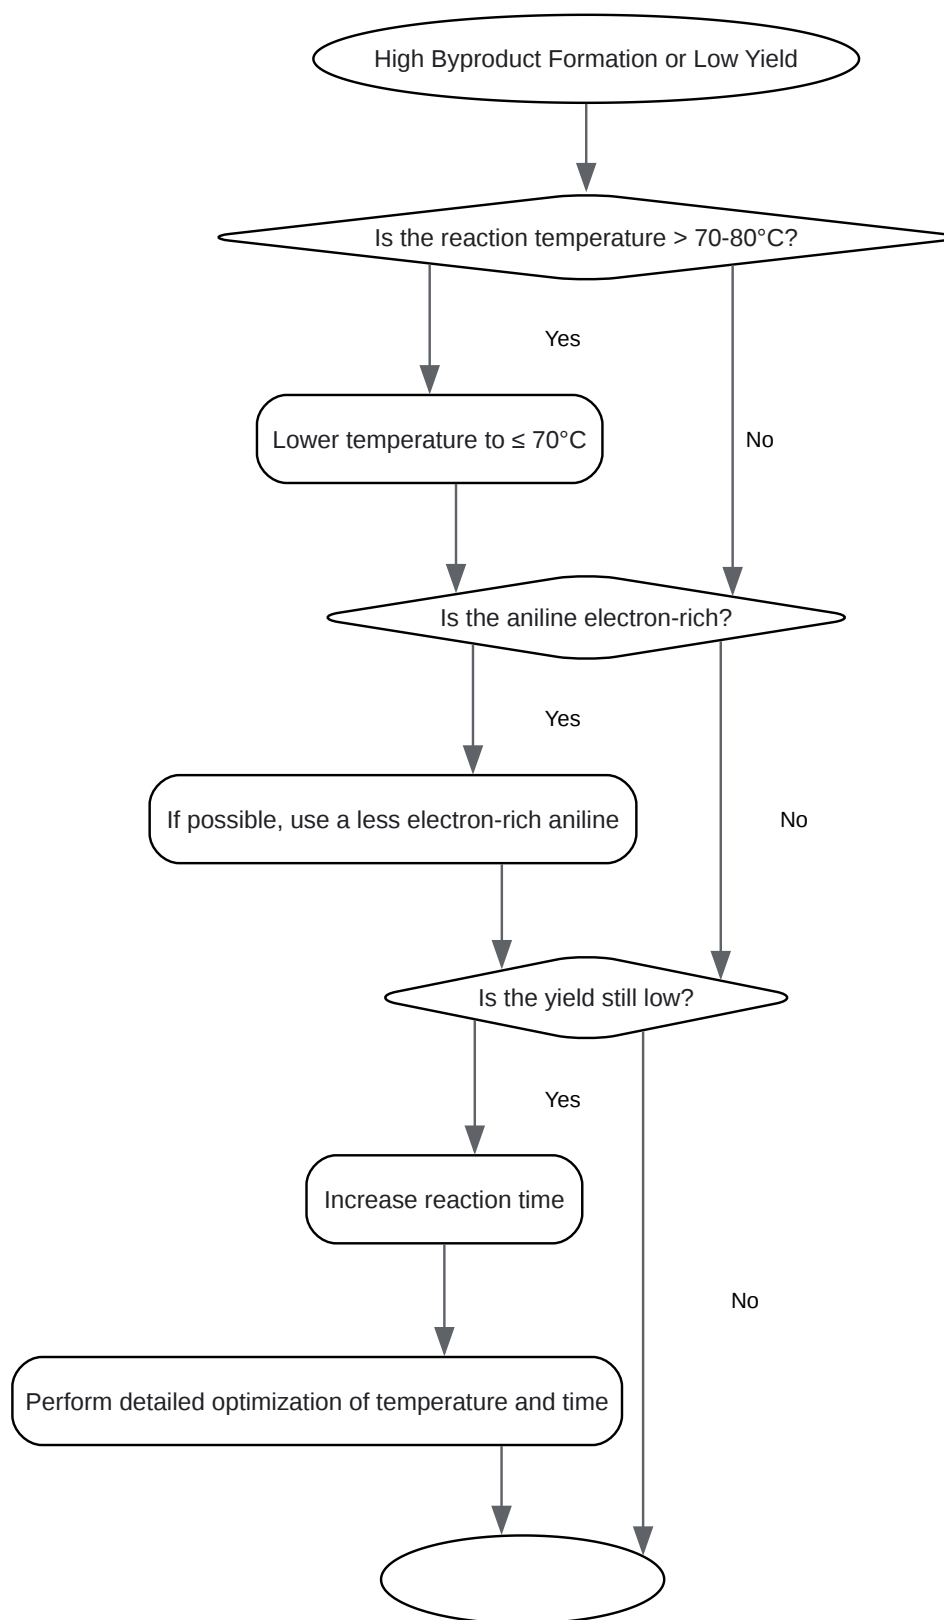 High Byproduct Formation or Low Yield
Is the reaction temperature > 70-80°C?
Yes
Lower temperature to ≤ 70°C
No
Is the aniline electron-rich?
Yes
If possible, use a less electron-rich aniline
No
Is the yield still low?
Yes
Increase reaction time
No
Perform detailed optimization of temperature and time